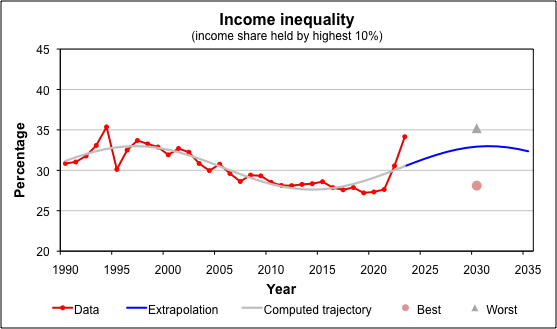 Income inequality
(income share held by highest 10%)
Percentage
45
40
35
30
25
20
1990 1995 2000 2005 2010 2015 2020 2025 2030 2035
Year
Data Extrapolation Computed trajectory Best Worst